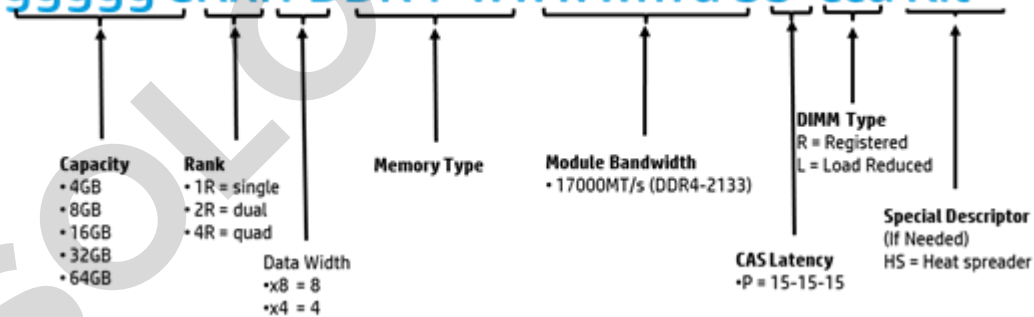 Capacity
• 4GB
• 8GB
• 16GB
• 32GB
• 64GB
Rank
• 1R = single
• 2R = dual
• 4R = quad
Data Width
•x8 = 8
•x4 = 4
Memory Type
Module Bandwidth
• 17000MT/s (DDR4-2133)
CAS Latency
•P = 15-15-15
DIMM Type
R = Registered
L = Load Reduced
Special Descriptor
(If Needed)
HS = Heat spreader